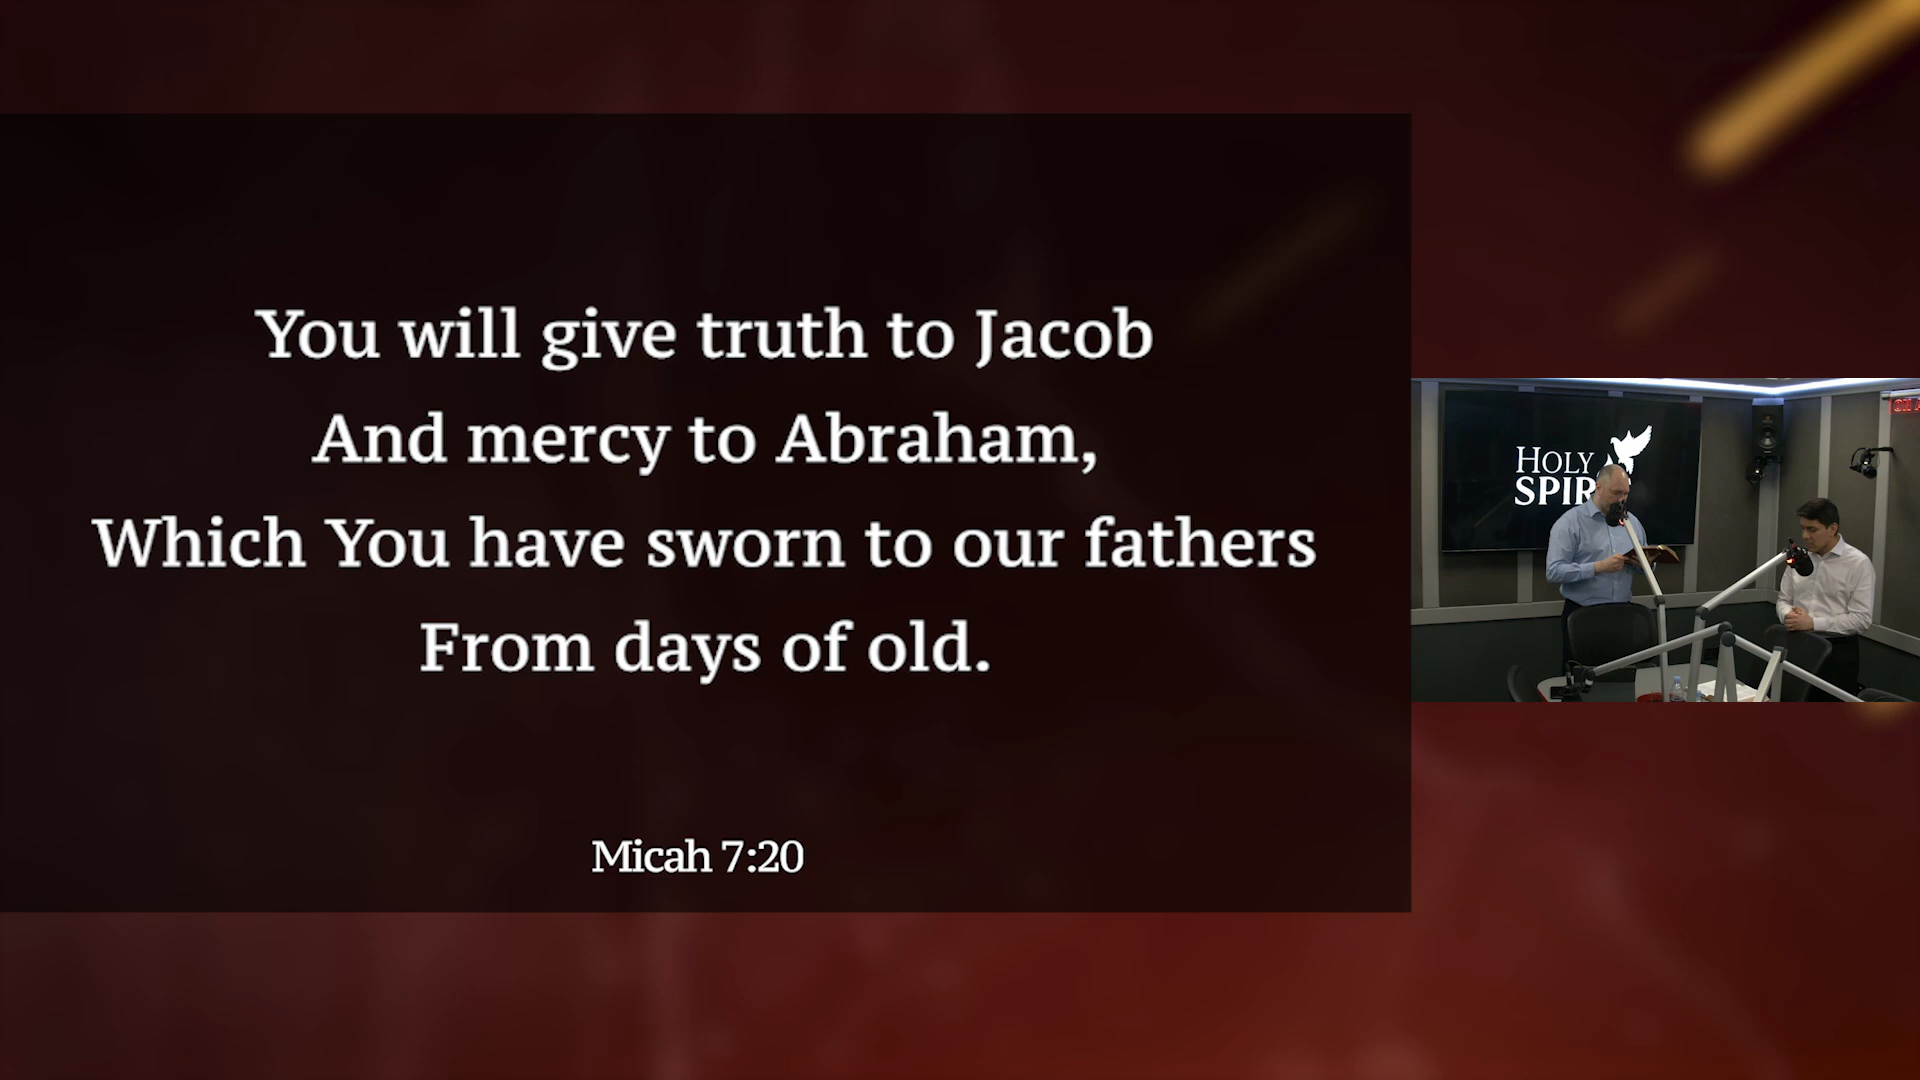 You will give truth to Jacob
And mercy to Abraham,
Which You have sworn to our fathers
From days of old.
Micah 7:20
HOLY
SPIR
ON